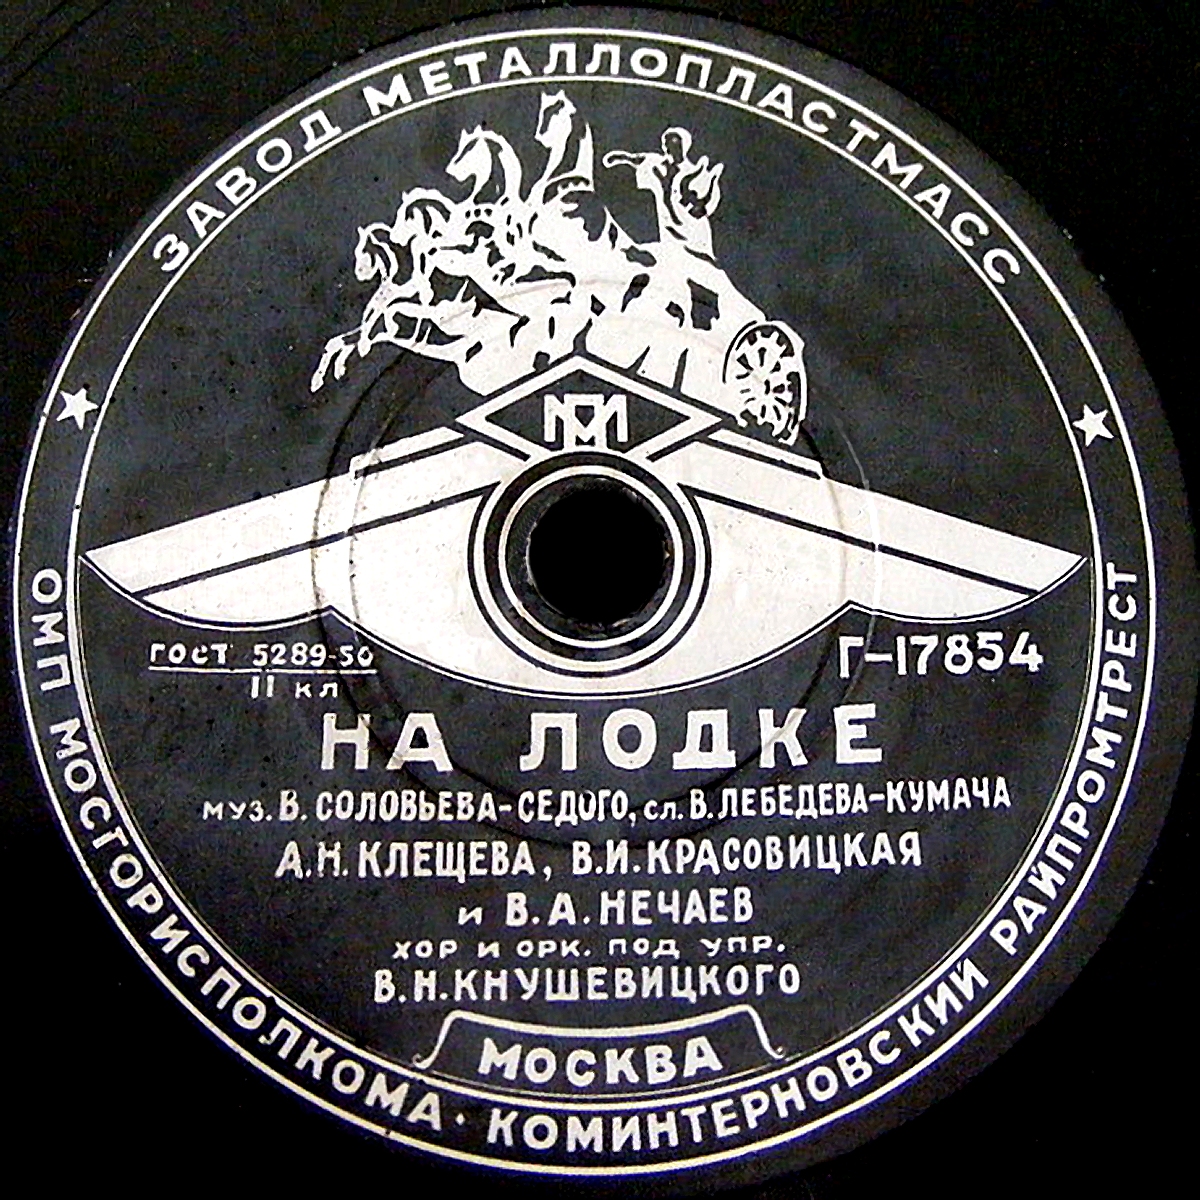 ЗАВОД МЕТАЛЛОПЛАСТМАСС
МПМ
ГОСТ 5289-50
II кл
Г-17854
НА ЛОДКЕ
муз. В. СОЛОВЬЕВА-СЕДОГО, сл. В. ЛЕБЕДЕВА-КУМАЧА
А.Н. КЛЕЩЕВА, В.И. КРАСОВИЦКАЯ
и В.А. НЕЧАЕВ
ХОР И ОРК. ПОД УПР.
В.Н. КНУШЕВИЦКОГО
МОСКВА
ОМП МОСГОРИСПОЛКОМА · КОМИНТЕРНОВСКИЙ РАЙПРОМТРЕСТ